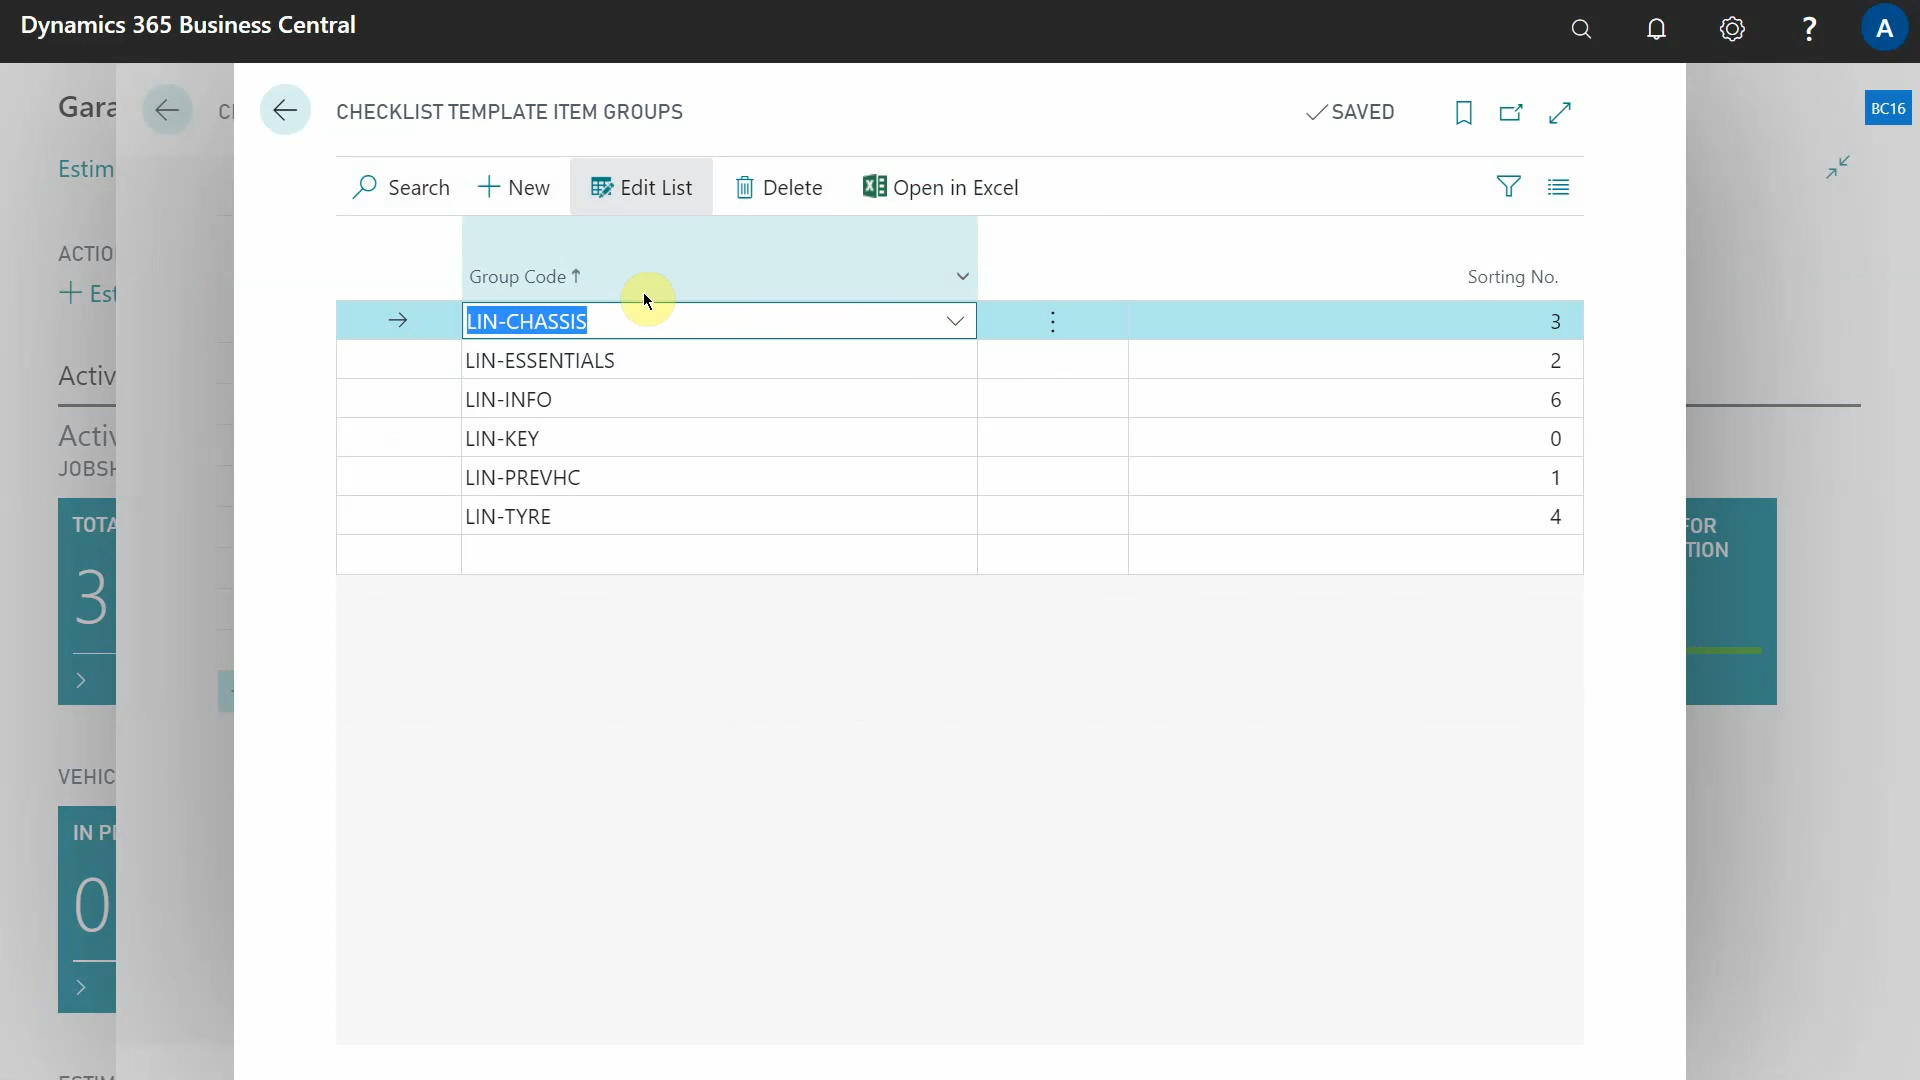 Dynamics 365 Business Central
A
BC16
Gara
CHECKLIST TEMPLATE ITEM GROUPS
SAVED
Estim
Search
New
Edit List
Delete
Open in Excel
ACTIO
Est
Group Code
Sorting No.
LIN-CHASSIS 3
LIN-ESSENTIALS 2
LIN-INFO 6
LIN-KEY 0
LIN-PREVHC 1
LIN-TYRE 4
Activ
Activ
JOBSH
TOTA
3
FOR
TION
VEHIC
IN PR
0